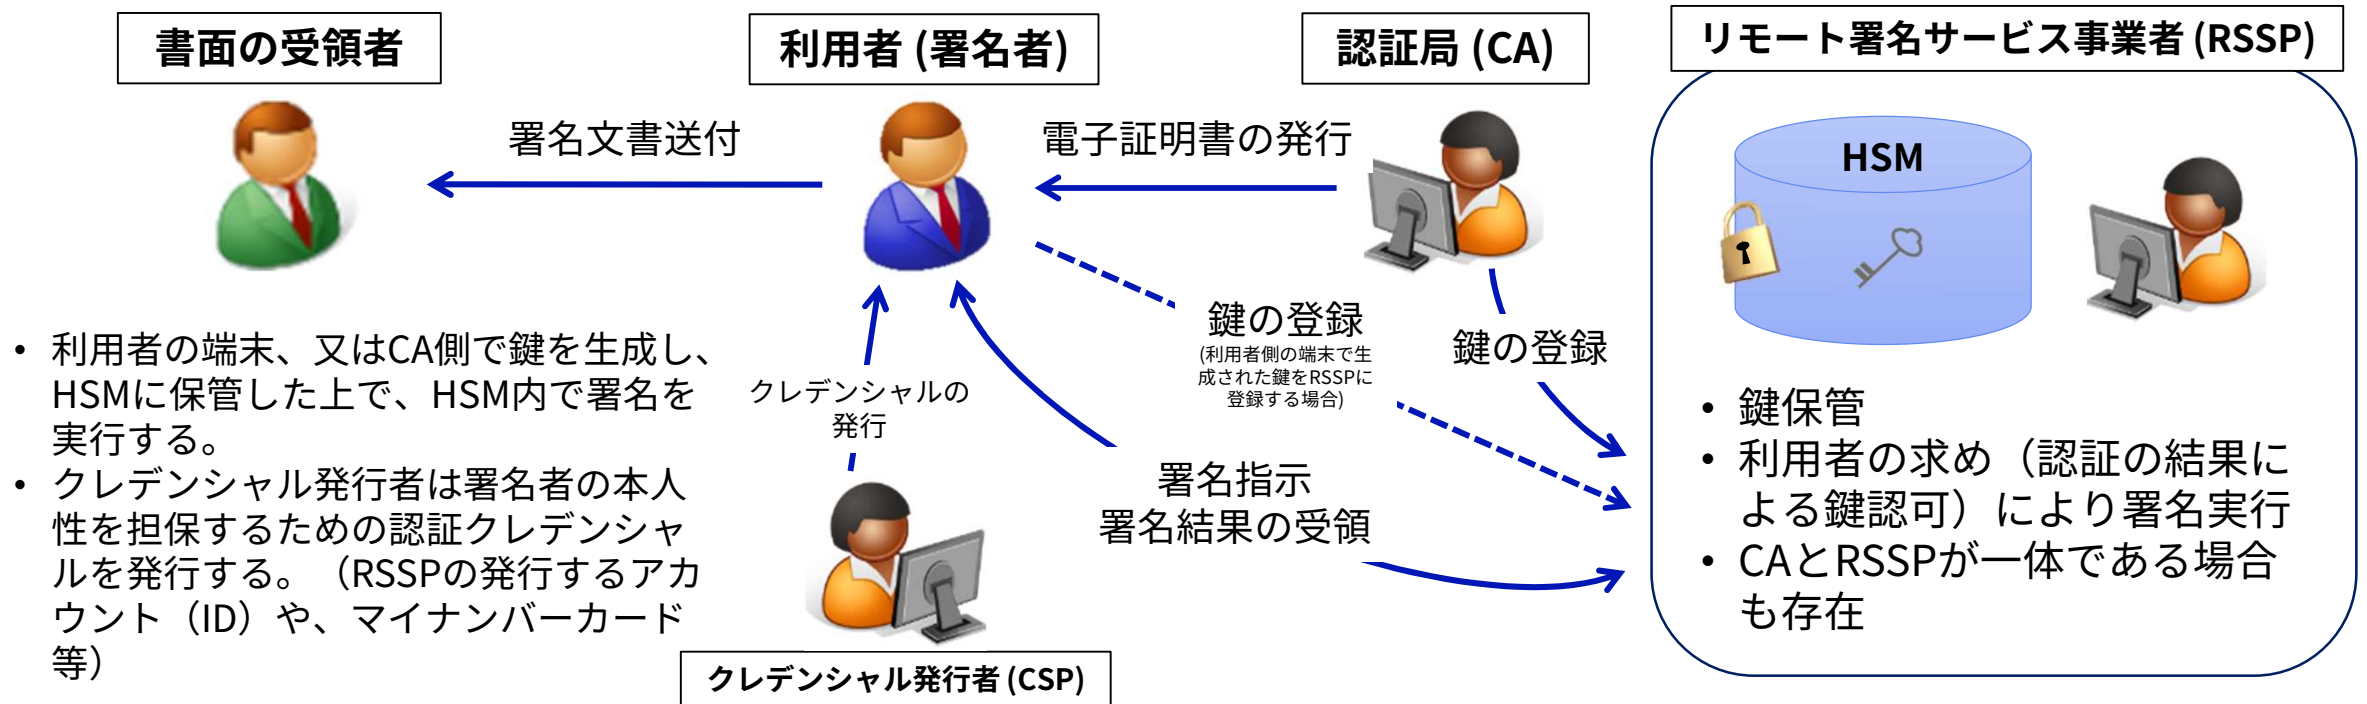 書面の受領者
利用者 (署名者)
認証局 (CA)
リモート署名サービス事業者 (RSSP)
署名文書送付
電子証明書の発行
HSM
鍵の登録
(利用者側の端末で生
成された鍵をRSSPに
登録する場合)
鍵の登録
クレデンシャルの
発行
署名指示
署名結果の受領
• 利用者の端末、又はCA側で鍵を生成し、
HSMに保管した上で、HSM内で署名を
実行する。
• クレデンシャル発行者は署名者の本人
性を担保するための認証クレデンシャ
ルを発行する。（RSSPの発行するアカ
ウント（ID）や、マイナンバーカード
等）
• 鍵保管
• 利用者の求め（認証の結果に
よる鍵認可）により署名実行
• CAとRSSPが一体である場合
も存在
クレデンシャル発行者 (CSP)